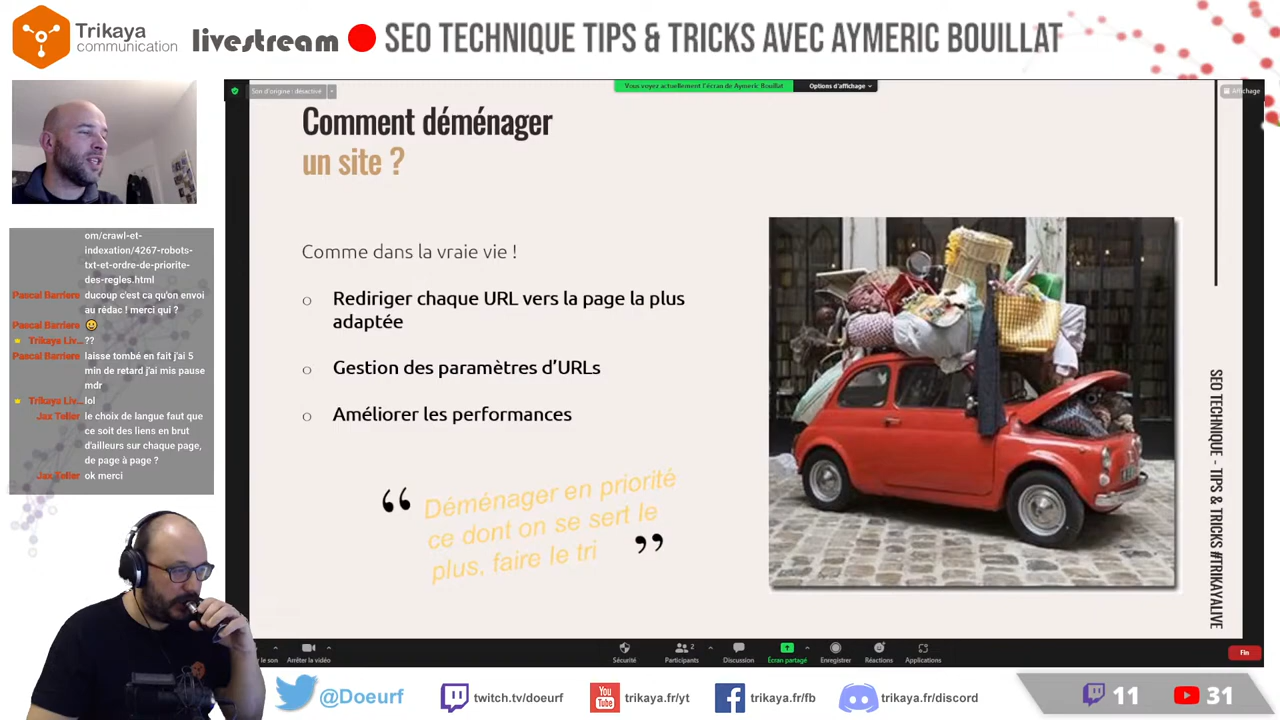 Trikaya
communication
livestream
SEO TECHNIQUE TIPS & TRICKS AVEC AYMERIC BOUILLAT
Son d'origine : désactivé
Vous voyez actuellement l'écran de Aymeric Bouillat
Options d'affichage
Affichage
Comment déménager
un site ?
Comme dans la vraie vie !
Rediriger chaque URL vers la page la plus
adaptée
Gestion des paramètres d'URLs
Améliorer les performances
“ Déménager en priorité
ce dont on se sert le
plus, faire le tri ”
SEO TECHNIQUE - TIPS & TRICKS #TRIKAYALIVE
om/crawl-et-
indexation/4267-robots-
txt-et-ordre-de-priorite-
des-regles.html
Pascal Barriere ducoup c'est ca qu'on envoi
au rédac ! merci qui ?
Pascal Barriere 😀
Trikaya Liv... ??
Pascal Barriere laisse tombé en fait j'ai 5
min de retard j'ai mis pause
mdr
Trikaya Liv... lol
Jax Teller le choix de langue faut que
ce soit des liens en brut
d'ailleurs sur chaque page,
de page à page ?
Jax Teller ok merci
le son
Arrêter la vidéo
Sécurité
2
Participants
Discussion
Écran partagé
Enregistrer
Réactions
Applications
Fin
@Doeurf
twitch.tv/doeurf
You
Tube
trikaya.fr/yt
trikaya.fr/fb
trikaya.fr/discord
11
31